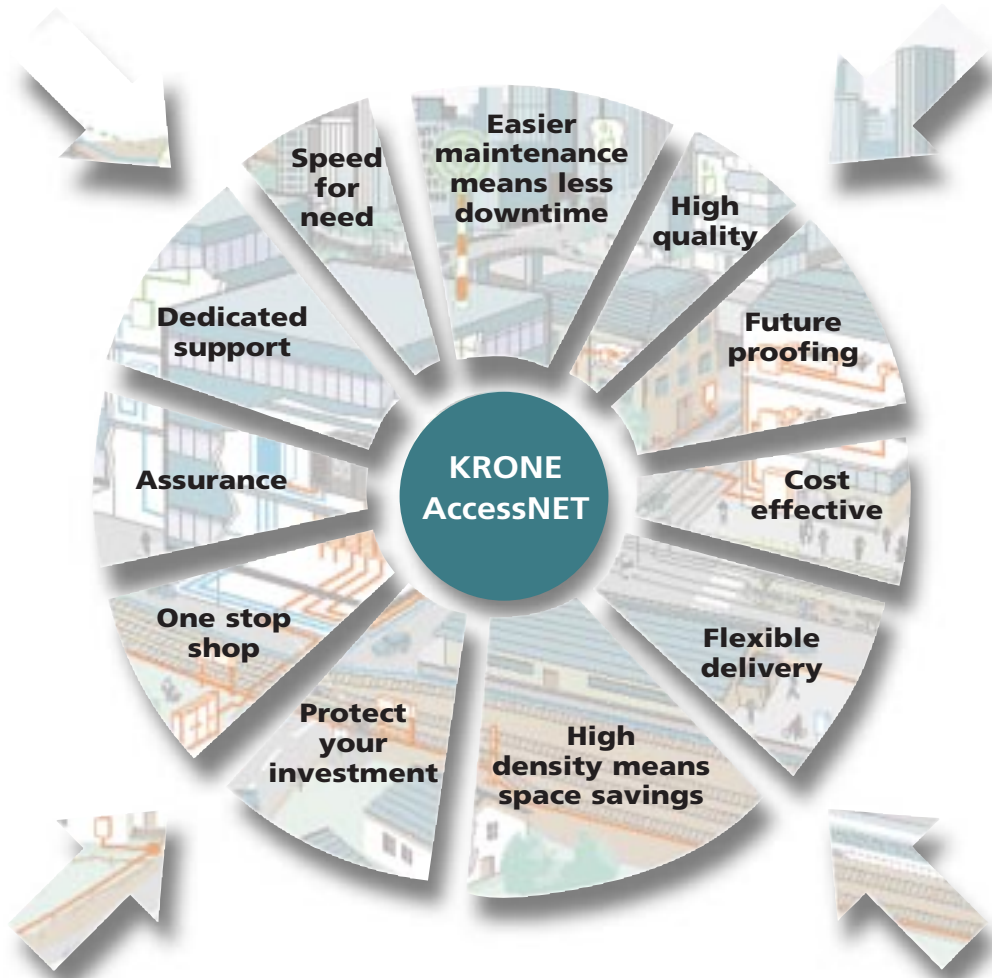 Easier
maintenance
means less
downtime
High
quality
Future
proofing
Cost
effective
Flexible
delivery
High
density means
space savings
Protect
your
investment
One stop
shop
Assurance
Dedicated
support
Speed
for
need
KRONE
AccessNET